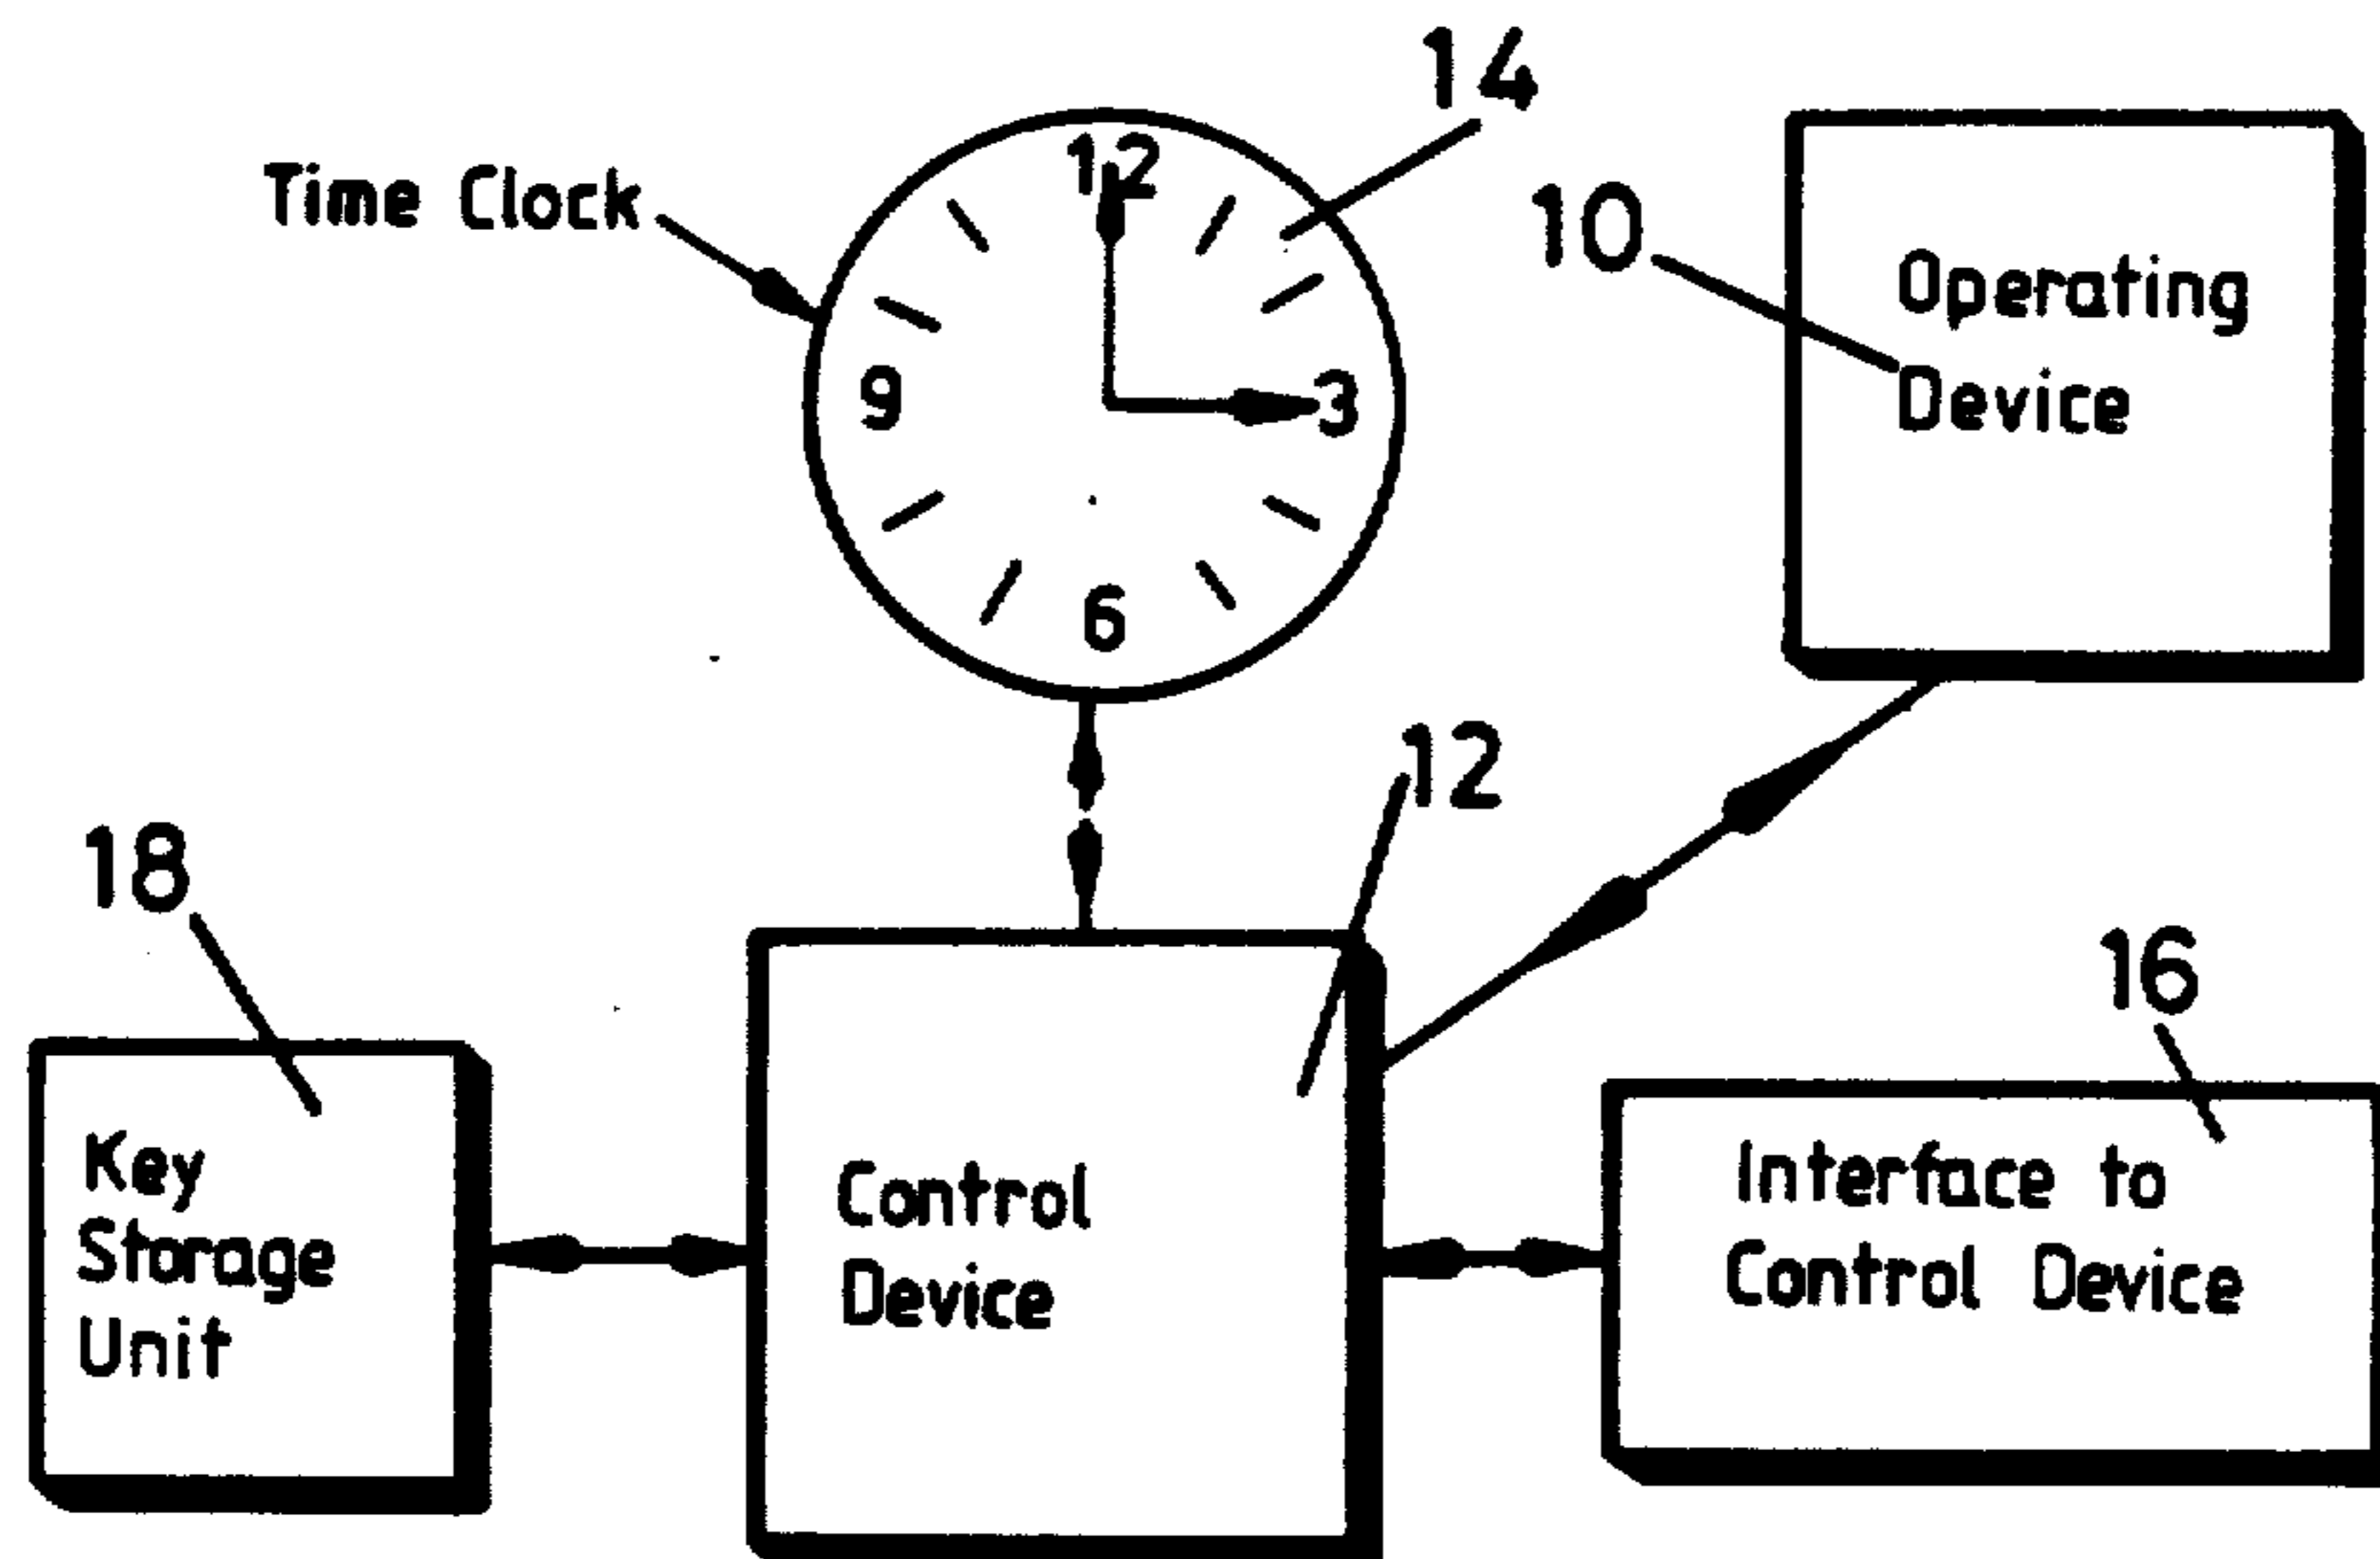 14
Time Clock
12
9
3
6
10
Operating
Device
12
18
Key
Storage
Unit
Control
Device
16
Interface to
Control Device